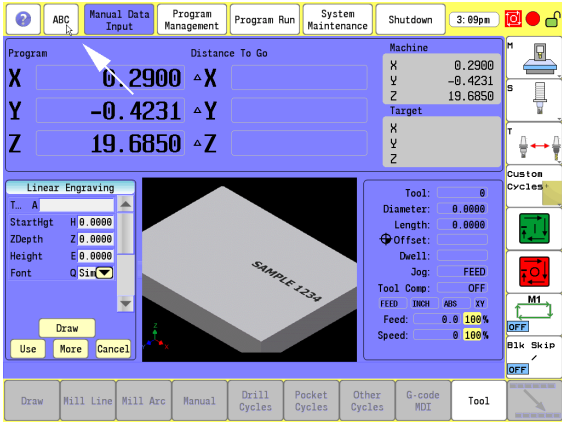 ?
ABC
Manual Data
Input
Program
Management
Program Run
System
Maintenance
Shutdown
3:09pm
Program
Distance To Go
X 0.2900 ΔX
Y -0.4231 ΔY
Z 19.6850 ΔZ
Machine
X 0.2900
Y -0.4231
Z 19.6850
Target
X
Y
Z
M
S
T
Custom
Cycles
Linear Engraving
T… A
StartHgt H 0.0000
ZDepth Z 0.0000
Height E 0.0000
Font Q Sim
Draw
Use More Cancel
SAMPLE 1234
Tool: 0
Diameter: 0.0000
Length: 0.0000
Offset:
Dwell:
Jog: FEED
Tool Comp: OFF
FEED INCH ABS XY
Feed: 0.0 100%
Speed: 0 100%
I
O
M1
OFF
Blk Skip
/
OFF
Draw
Mill Line
Mill Arc
Manual
Drill
Cycles
Pocket
Cycles
Other
Cycles
G-code
MDI
Tool